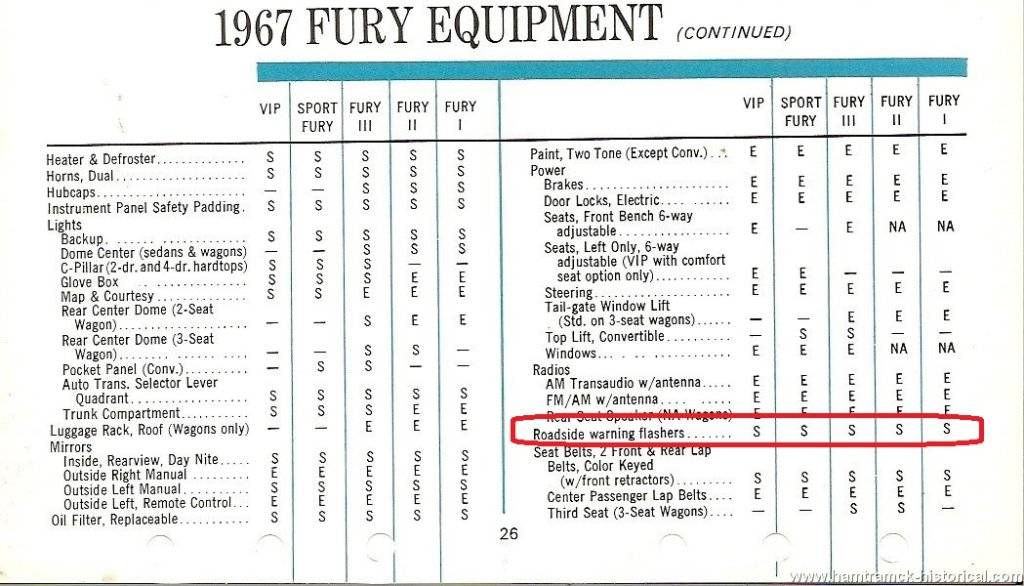 1967 FURY EQUIPMENT (CONTINUED)
VIP SPORT FURY FURY III FURY II FURY I
Heater & Defroster.............. S S S S S
Horns, Dual.................... S S S S S
Hubcaps....................... — — S S S
Instrument Panel Safety Padding. S S S S S
Lights
Backup. ....................... S S S S S
Dome Center (sedans & wagons) — — S S S
C-Pillar (2-dr. and 4-dr. hardtops) S S S S S
Glove Box .. .............. S S S E E
Map & Courtesy.............. S S E E E
Rear Center Dome (2-Seat
Wagon).................... — — S E E
Rear Center Dome (3-Seat
Wagon)....... ............. — — S S —
Pocket Panel (Conv.).......... — S S — —
Auto Trans. Selector Lever
Quadrant.................. S S S S S
Trunk Compartment........... S S S E E
Luggage Rack, Roof (Wagons only) — — E E E
Mirrors
Inside, Rearview, Day Nite..... S S S S S
Outside Right Manual.......... E E E E E
Outside Left Manual........... S S S S S
Outside Left, Remote Control... E E E E E
Oil Filter, Replaceable........... S S S S S
VIP SPORT FURY FURY III FURY II FURY I
Paint, Two Tone (Except Conv.)... E E E E E
Power
Brakes....................... E E E E E
Door Locks, Electric........... E E E E E
Seats, Front Bench 6-way
adjustable................. E — E NA NA
Seats, Left Only, 6-way
adjustable (VIP with comfort
seat option only)........... E E — — —
Steering..................... E E E E E
Tail-gate Window Lift
(Std. on 3-seat wagons)...... — — E E E
Top Lift, Convertible.......... — S S — —
Windows.................... E E E NA NA
Radios
AM Transaudio w/antenna..... E E E E E
FM/AM w/antenna............ E E E E E
Rear Seat Speaker (NA Wagons) E E E E E
Roadside warning flashers....... S S S S S
Seat Belts, 2 Front & Rear Lap
Belts, Color Keyed
(w/front retractors)......... S S S S S
Center Passenger Lap Belts.... E E E E E
Third Seat (3-Seat Wagons).... — — S S —
26
www.hamtramck-historical.com